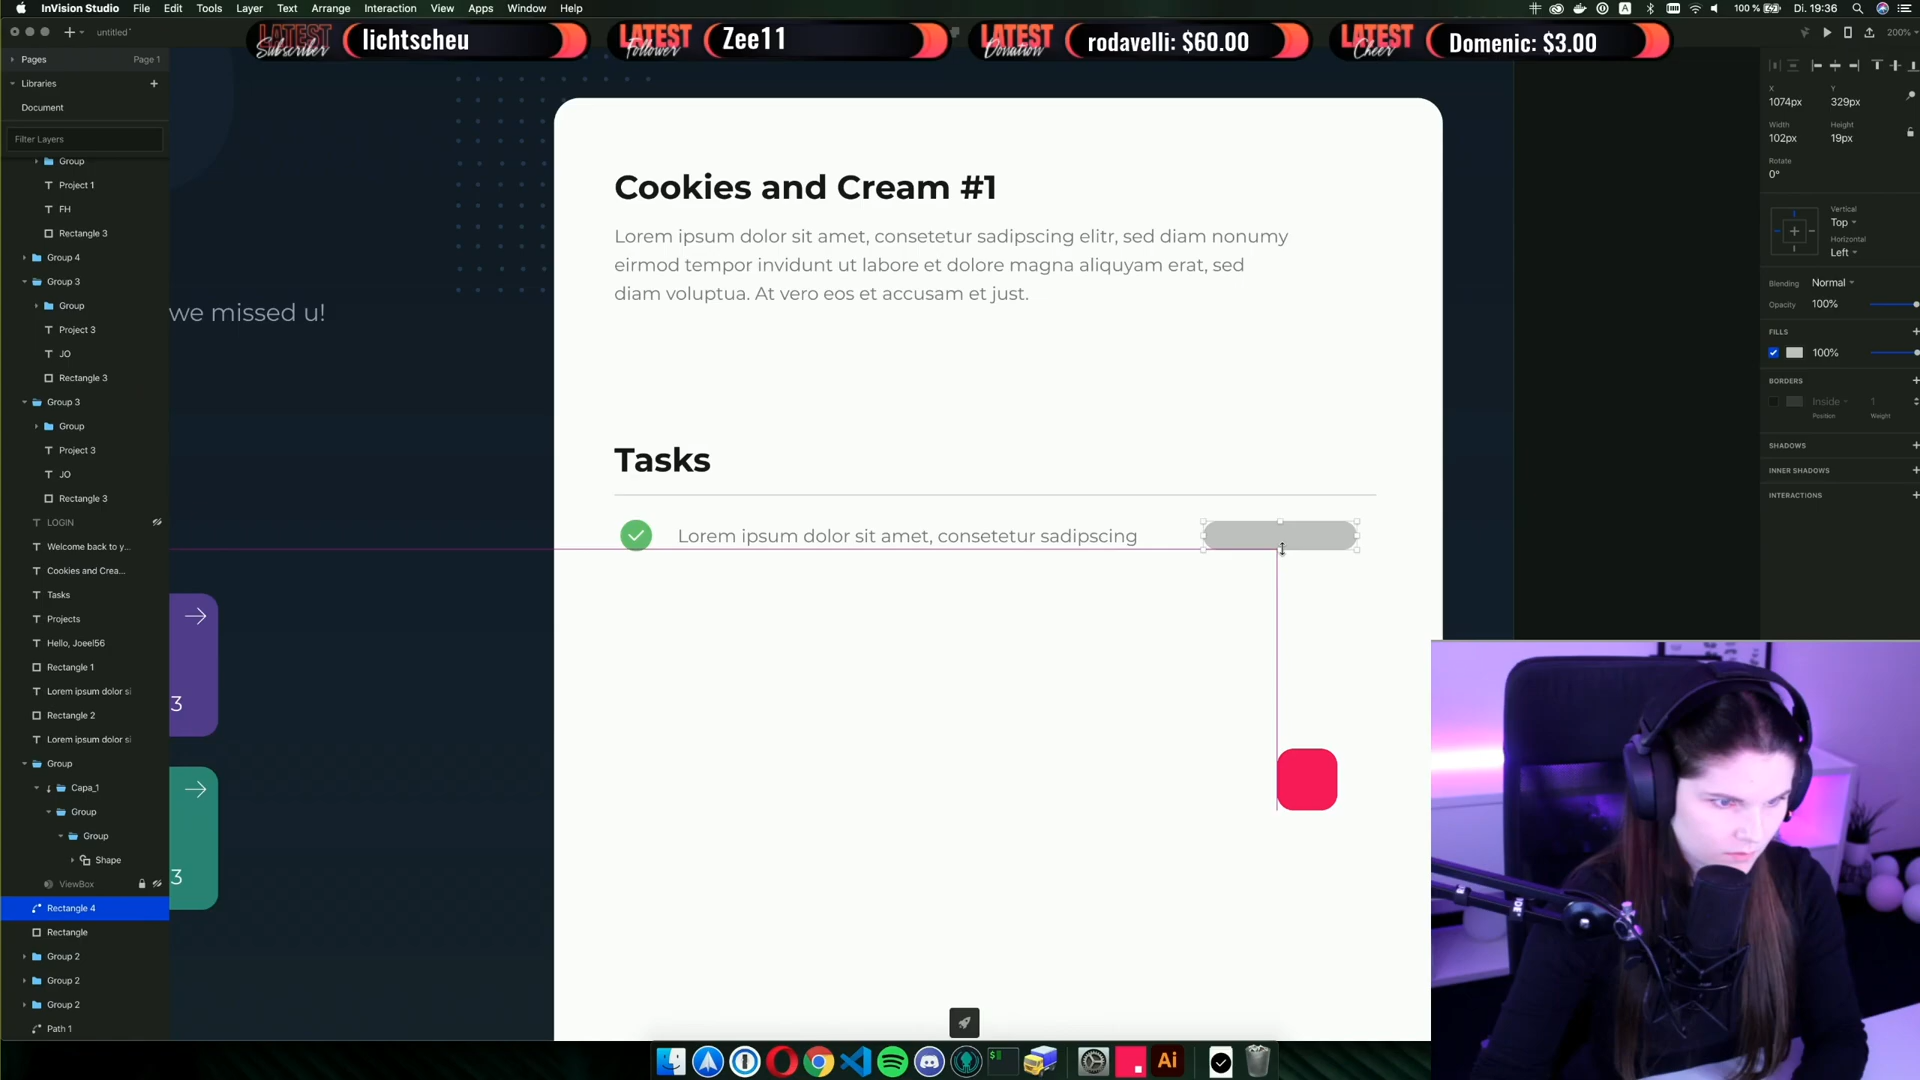 InVision Studio File Edit Tools Layer Text Arrange Interaction View Apps Window Help
100 % Di. 19:36
untitled
LATEST Subscriber lichtscheu
LATEST Follower Zee11
LATEST Donation rodavelli: $60.00
LATEST Cheer Domenic: $3.00
200%
Pages Page 1
Libraries
Document
Filter Layers
Group
Project 1
FH
Rectangle 3
Group 4
Group 3
Group
Project 3
JO
Rectangle 3
Group 3
Group
Project 3
JO
Rectangle 3
LOGIN
Welcome back to y...
Cookies and Crea...
Tasks
Projects
Hello, Joeel56
Rectangle 1
Lorem ipsum dolor si
Rectangle 2
Lorem ipsum dolor si
Group
Capa_1
Group
Group
Shape
ViewBox
Rectangle 4
Rectangle
Group 2
Group 2
Group 2
Path 1
we missed u!
3
3
Cookies and Cream #1
Lorem ipsum dolor sit amet, consetetur sadipscing elitr, sed diam nonumy
eirmod tempor invidunt ut labore et dolore magna aliquyam erat, sed
diam voluptua. At vero eos et accusam et just.
Tasks
Lorem ipsum dolor sit amet, consetetur sadipscing
X Y
1074px 329px
Width Height
102px 19px
Rotate
0°
Vertical
Top
Horizontal
Left
Blending Normal
Opacity 100%
FILLS
100%
BORDERS
Inside 1
Position Weight
SHADOWS
INNER SHADOWS
INTERACTIONS
Ai